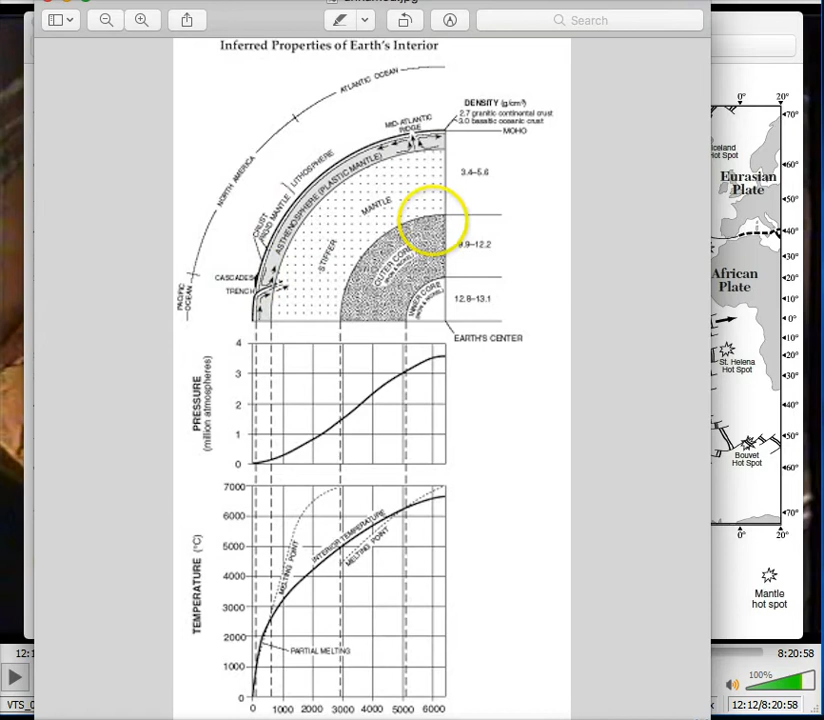 Search
Inferred Properties of Earth's Interior
ATLANTIC OCEAN
DENSITY (g/cm³)
2.7 granitic continental crust
3.0 basaltic oceanic crust
MID-ATLANTIC
RIDGE
MOHO
NORTH AMERICA
LITHOSPHERE
CRUST
RIGID MANTLE
ASTHENOSPHERE (PLASTIC MANTLE)
3.4–5.6
STIFFER
MANTLE
9.9–12.2
OUTER CORE
(IRON & NICKEL)
INNER CORE
(IRON & NICKEL)
CASCADES
TRENCH
PACIFIC
OCEAN
12.8–13.1
EARTH'S CENTER
PRESSURE
(million atmospheres)
4
3
2
1
0
TEMPERATURE (°C)
7000
6000
5000
4000
3000
2000
1000
0
MELTING POINT
INTERIOR TEMPERATURE
MELTING POINT
PARTIAL MELTING
0 1000 2000 3000 4000 5000 6000
0° 20°
70°
Iceland
Hot Spot
60°
Eurasian
Plate
50°
40°
30°
African
Plate
20°
10°
0°
10°
St. Helena
Hot Spot
20°
30°
50°
Bouvet
Hot Spot
60°
70°
0° 20°
Mantle
hot spot
8:20:58
100%
12:12/8:20:58